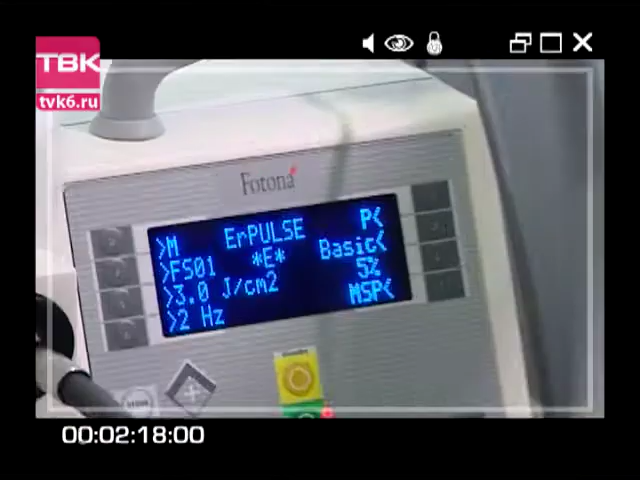 ТВК
tvk6.ru
Fotona
ErPULSE P<
>M *E* Basic<
>FS01 5%
>3.0 J/cm2 MSP<
>2 Hz
00:02:18:00